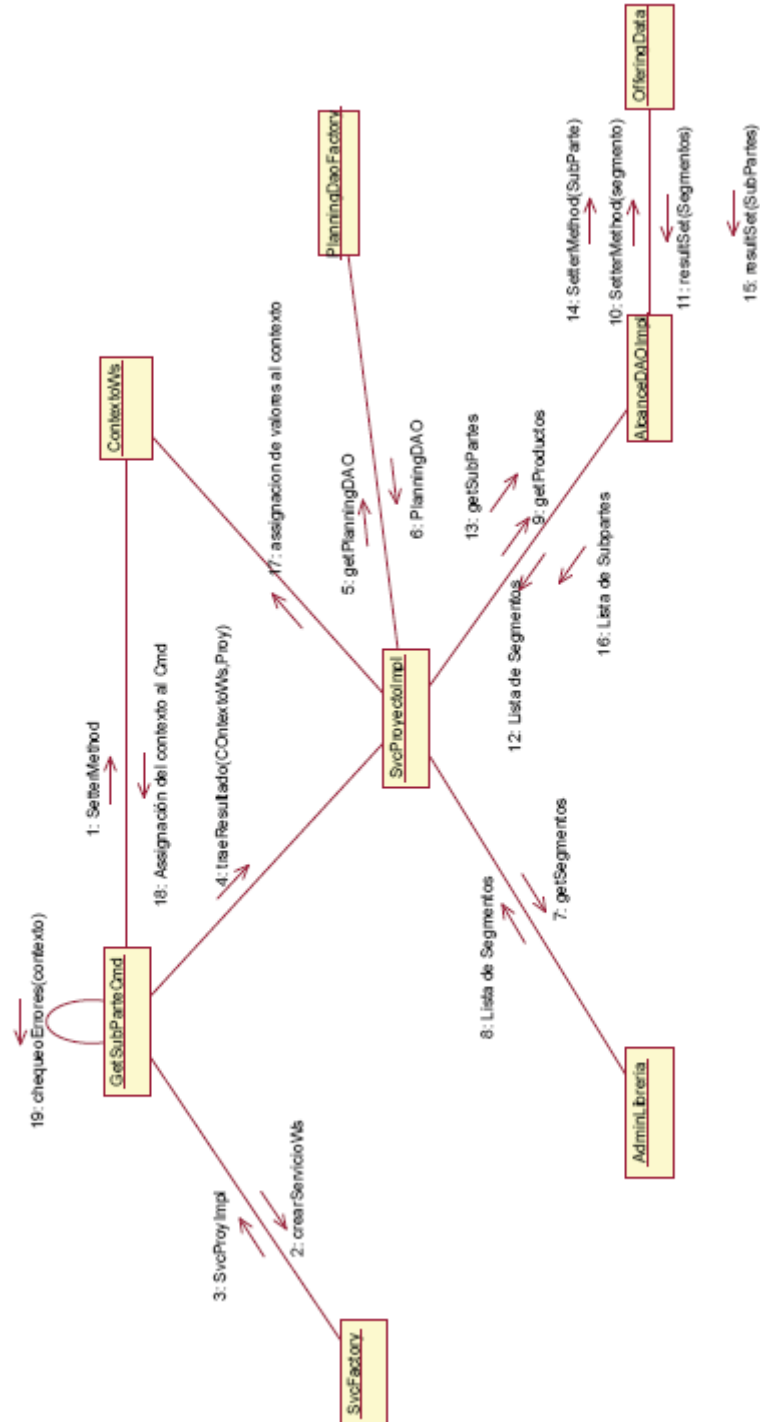 19: chequeoErrores(contexto)
GetSubParteCmd
1: SetterMethod
18: Assignación del contexto al Cmd
ContextoWs
3: SvcProyImpl
2: crearServicioWs
SvcFactory
4: traeResultado(COntextoWs,Proy)
17: assignacion de valores al contexto
PlanningDaoFactory
5: getPlanningDAO
6: PlanningDAO
SvcProyectoImpl
8: Lista de Segmentos
7: getSegmentos
AdminLibreria
13: getSubPartes
9: getProductos
12: Lista de Segmentos
16: Lista de Subpartes
AlcanceDAOImpl
14: SetterMethod(SubParte)
10: SetterMethod(segmento)
11: resultSet(Segmentos)
15: resultSet(SubPartes)
OfferingData